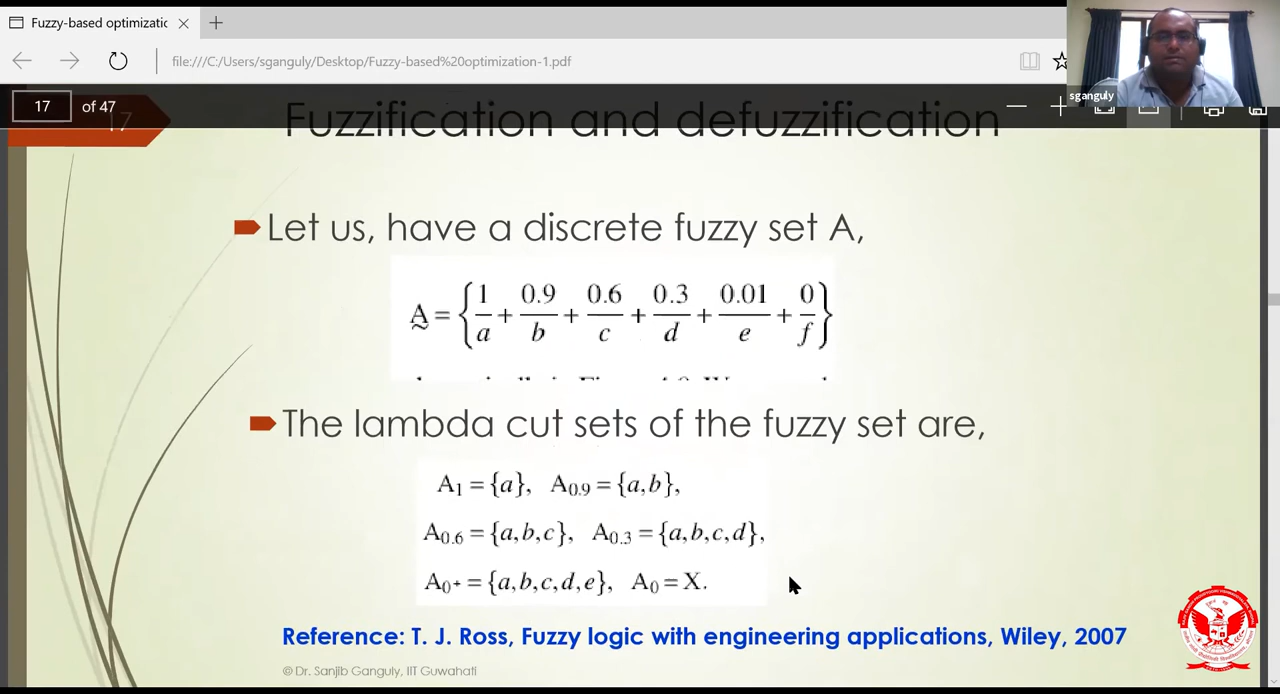 Fuzzy-based optimizatic
file:///C:/Users/sganguly/Desktop/Fuzzy-based%20optimization-1.pdf
sganguly
17 of 47
17
Fuzzification and defuzzification
Let us, have a discrete fuzzy set A,
A = {1/a + 0.9/b + 0.6/c + 0.3/d + 0.01/e + 0/f}
The lambda cut sets of the fuzzy set are,
A₁ = {a}, A₀.₉ = {a,b},
A₀.₆ = {a,b,c}, A₀.₃ = {a,b,c,d},
A₀⁺ = {a,b,c,d,e}, A₀ = X.
Reference: T. J. Ross, Fuzzy logic with engineering applications, Wiley, 2007
© Dr. Sanjib Ganguly, IIT Guwahati